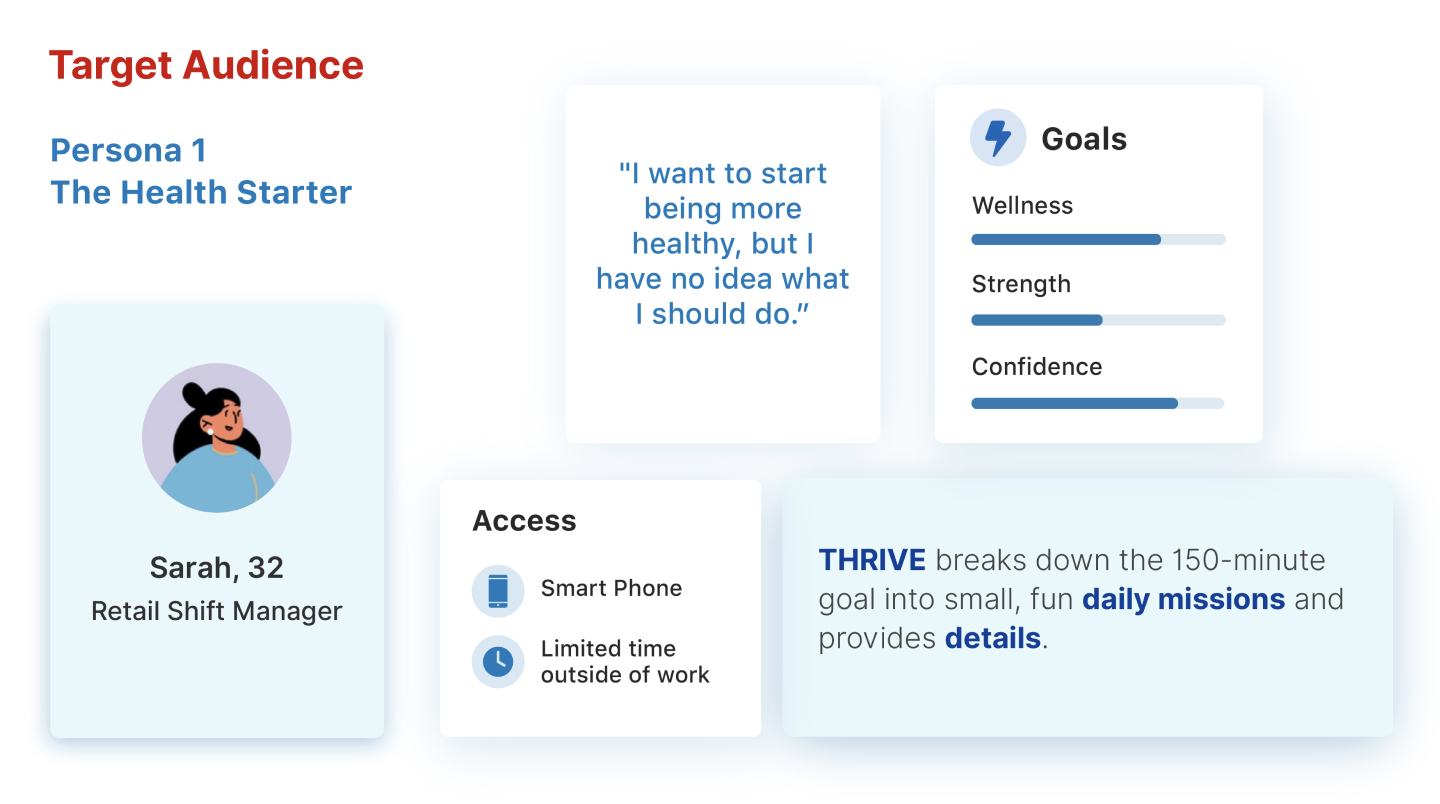 Target Audience
Persona 1
The Health Starter
Sarah, 32
Retail Shift Manager
"I want to start
being more
healthy, but I
have no idea what
I should do.”
Goals
Wellness
Strength
Confidence
Access
Smart Phone
Limited time
outside of work
THRIVE breaks down the 150-minute
goal into small, fun daily missions and
provides details.